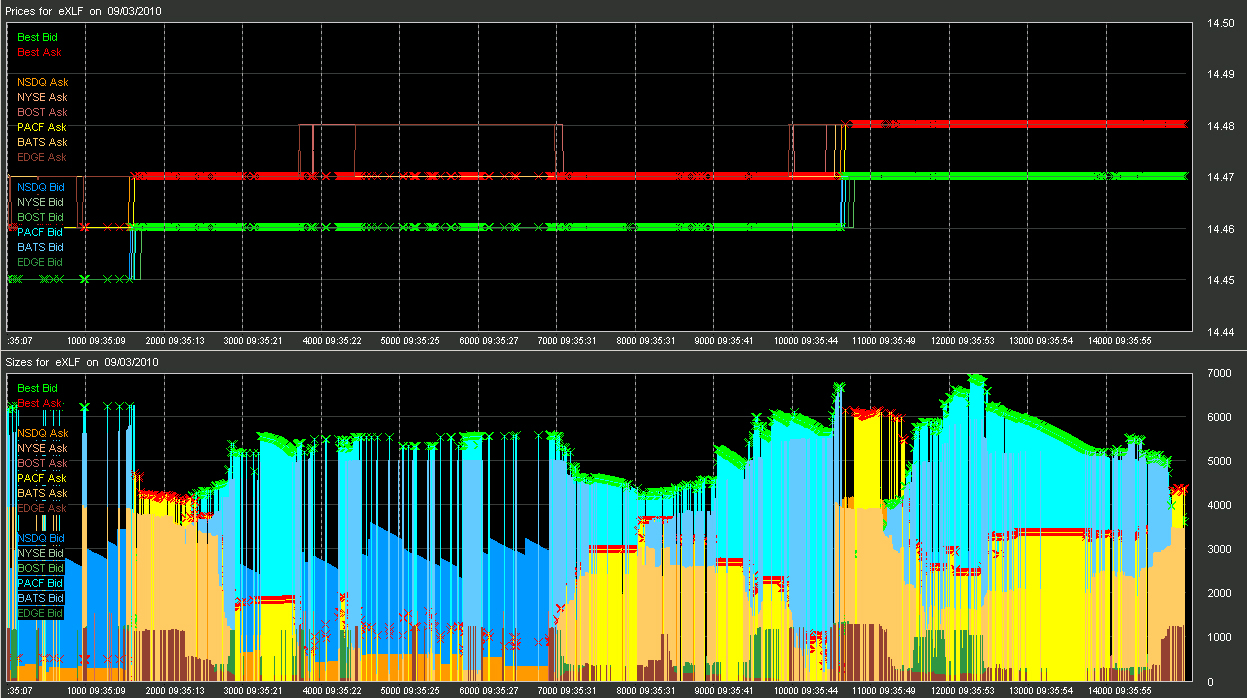 Prices for eXLF on 09/03/2010
14.50
Best Bid
Best Ask
14.49
NSDQ Ask
NYSE Ask
BOST Ask
PACF Ask
14.48
BATS Ask
EDGE Ask
14.47
NSDQ Bid
NYSE Bid
BOST Bid
PACF Bid
14.46
BATS Bid
EDGE Bid
14.45
14.44
:35:07 1000 09:35:09 2000 09:35:13 3000 09:35:21 4000 09:35:22 5000 09:35:25 6000 09:35:27 7000 09:35:31 8000 09:35:31 9000 09:35:41 10000 09:35:44 11000 09:35:49 12000 09:35:53 13000 09:35:54 14000 09:35:55
Sizes for eXLF on 09/03/2010
7000
Best Bid
Best Ask
6000
NSDQ Ask
NYSE Ask
5000
BOST Ask
PACF Ask
BATS Ask
4000
EDGE Ask
NSDQ Bid
3000
NYSE Bid
BOST Bid
PACF Bid
2000
BATS Bid
EDGE Bid
1000
0
:35:07 1000 09:35:09 2000 09:35:13 3000 09:35:21 4000 09:35:22 5000 09:35:25 6000 09:35:27 7000 09:35:31 8000 09:35:31 9000 09:35:41 10000 09:35:44 11000 09:35:49 12000 09:35:53 13000 09:35:54 14000 09:35:55